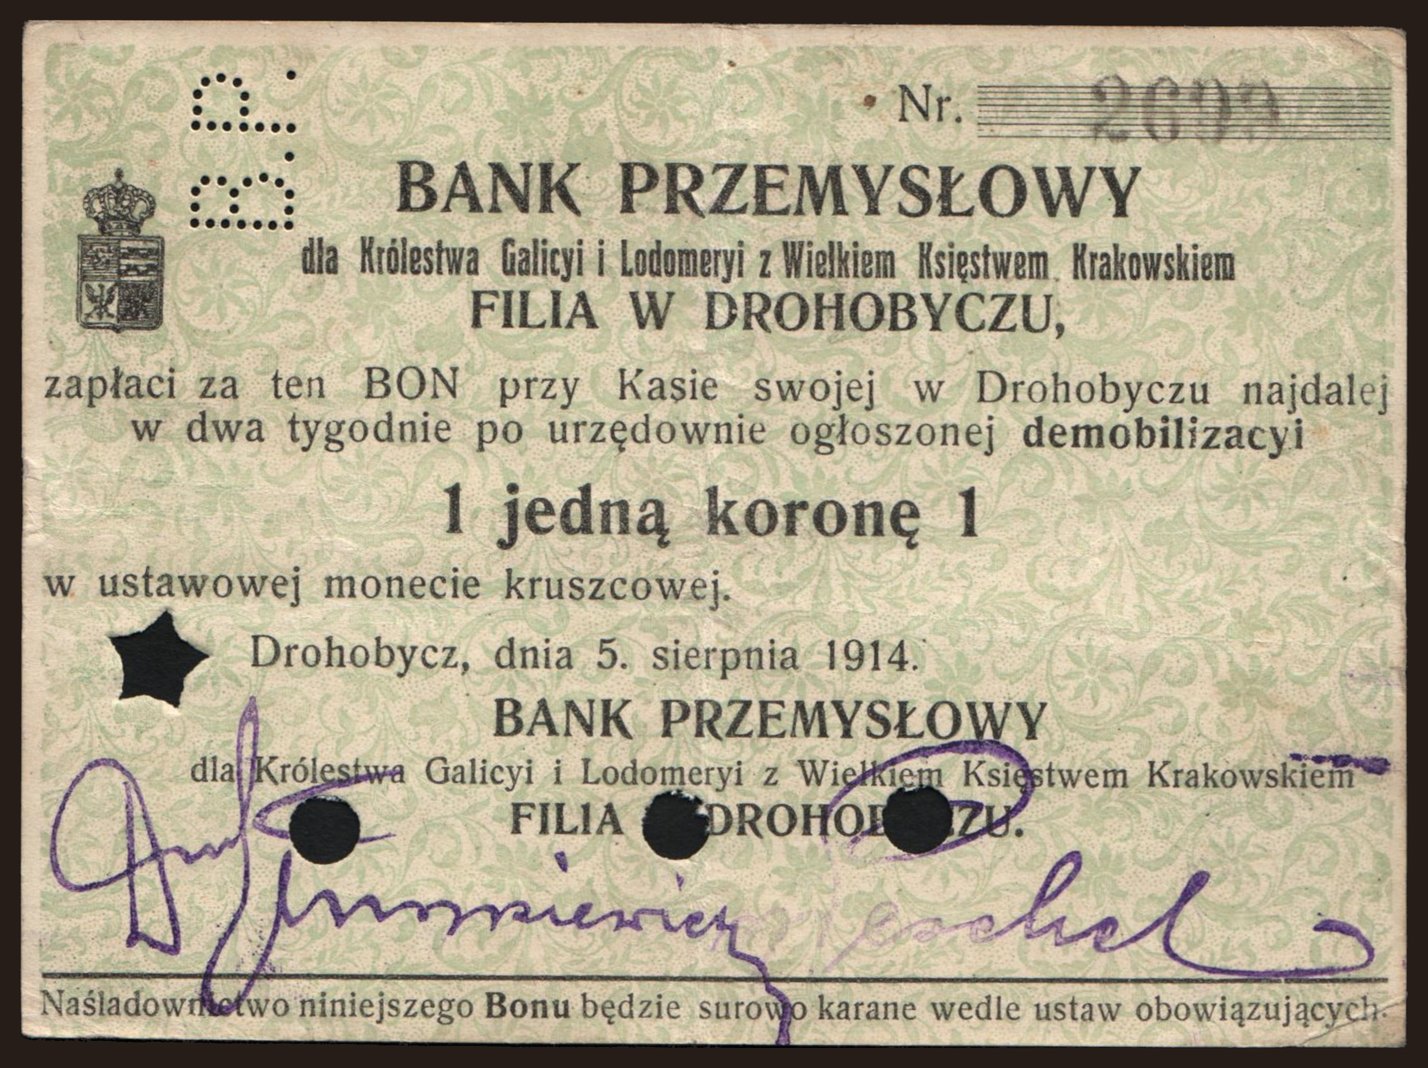 B. P.
Nr. 2699
BANK PRZEMYSŁOWY
dla Królestwa Galicyi i Lodomeryi z Wielkiem Księstwem Krakowskiem
FILIA W DROHOBYCZU,
zapłaci za ten BON przy Kasie swojej w Drohobyczu najdalej
w dwa tygodnie po urzędownie ogłoszonej demobilizacyi
1 jedną koronę 1
w ustawowej monecie kruszcowej.
Drohobycz, dnia 5. sierpnia 1914.
BANK PRZEMYSŁOWY
dla Królestwa Galicyi i Lodomeryi z Wielkiem Księstwem Krakowskiem
FILIA DROHOBYCZU.
Naśladownictwo niniejszego Bonu będzie surowo karane wedle ustaw obowiązujących.